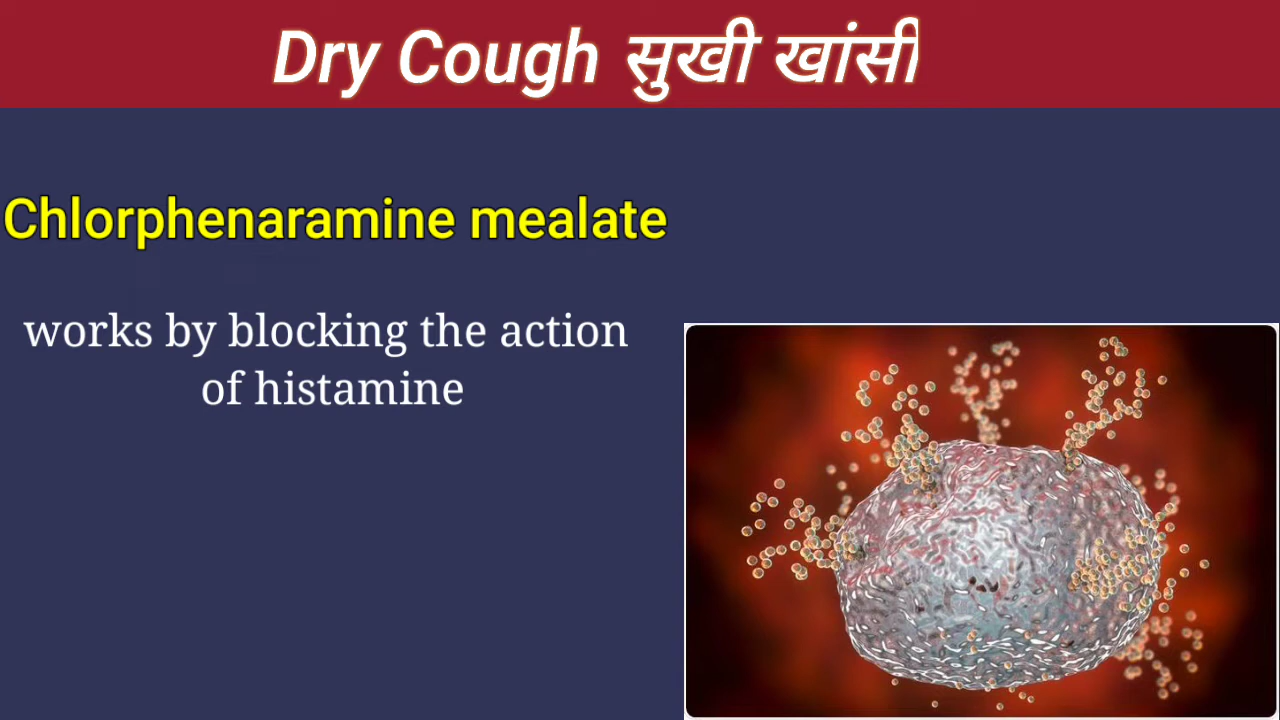 Dry Cough सुखी खांसी
Chlorphenaramine mealate
works by blocking the action
of histamine